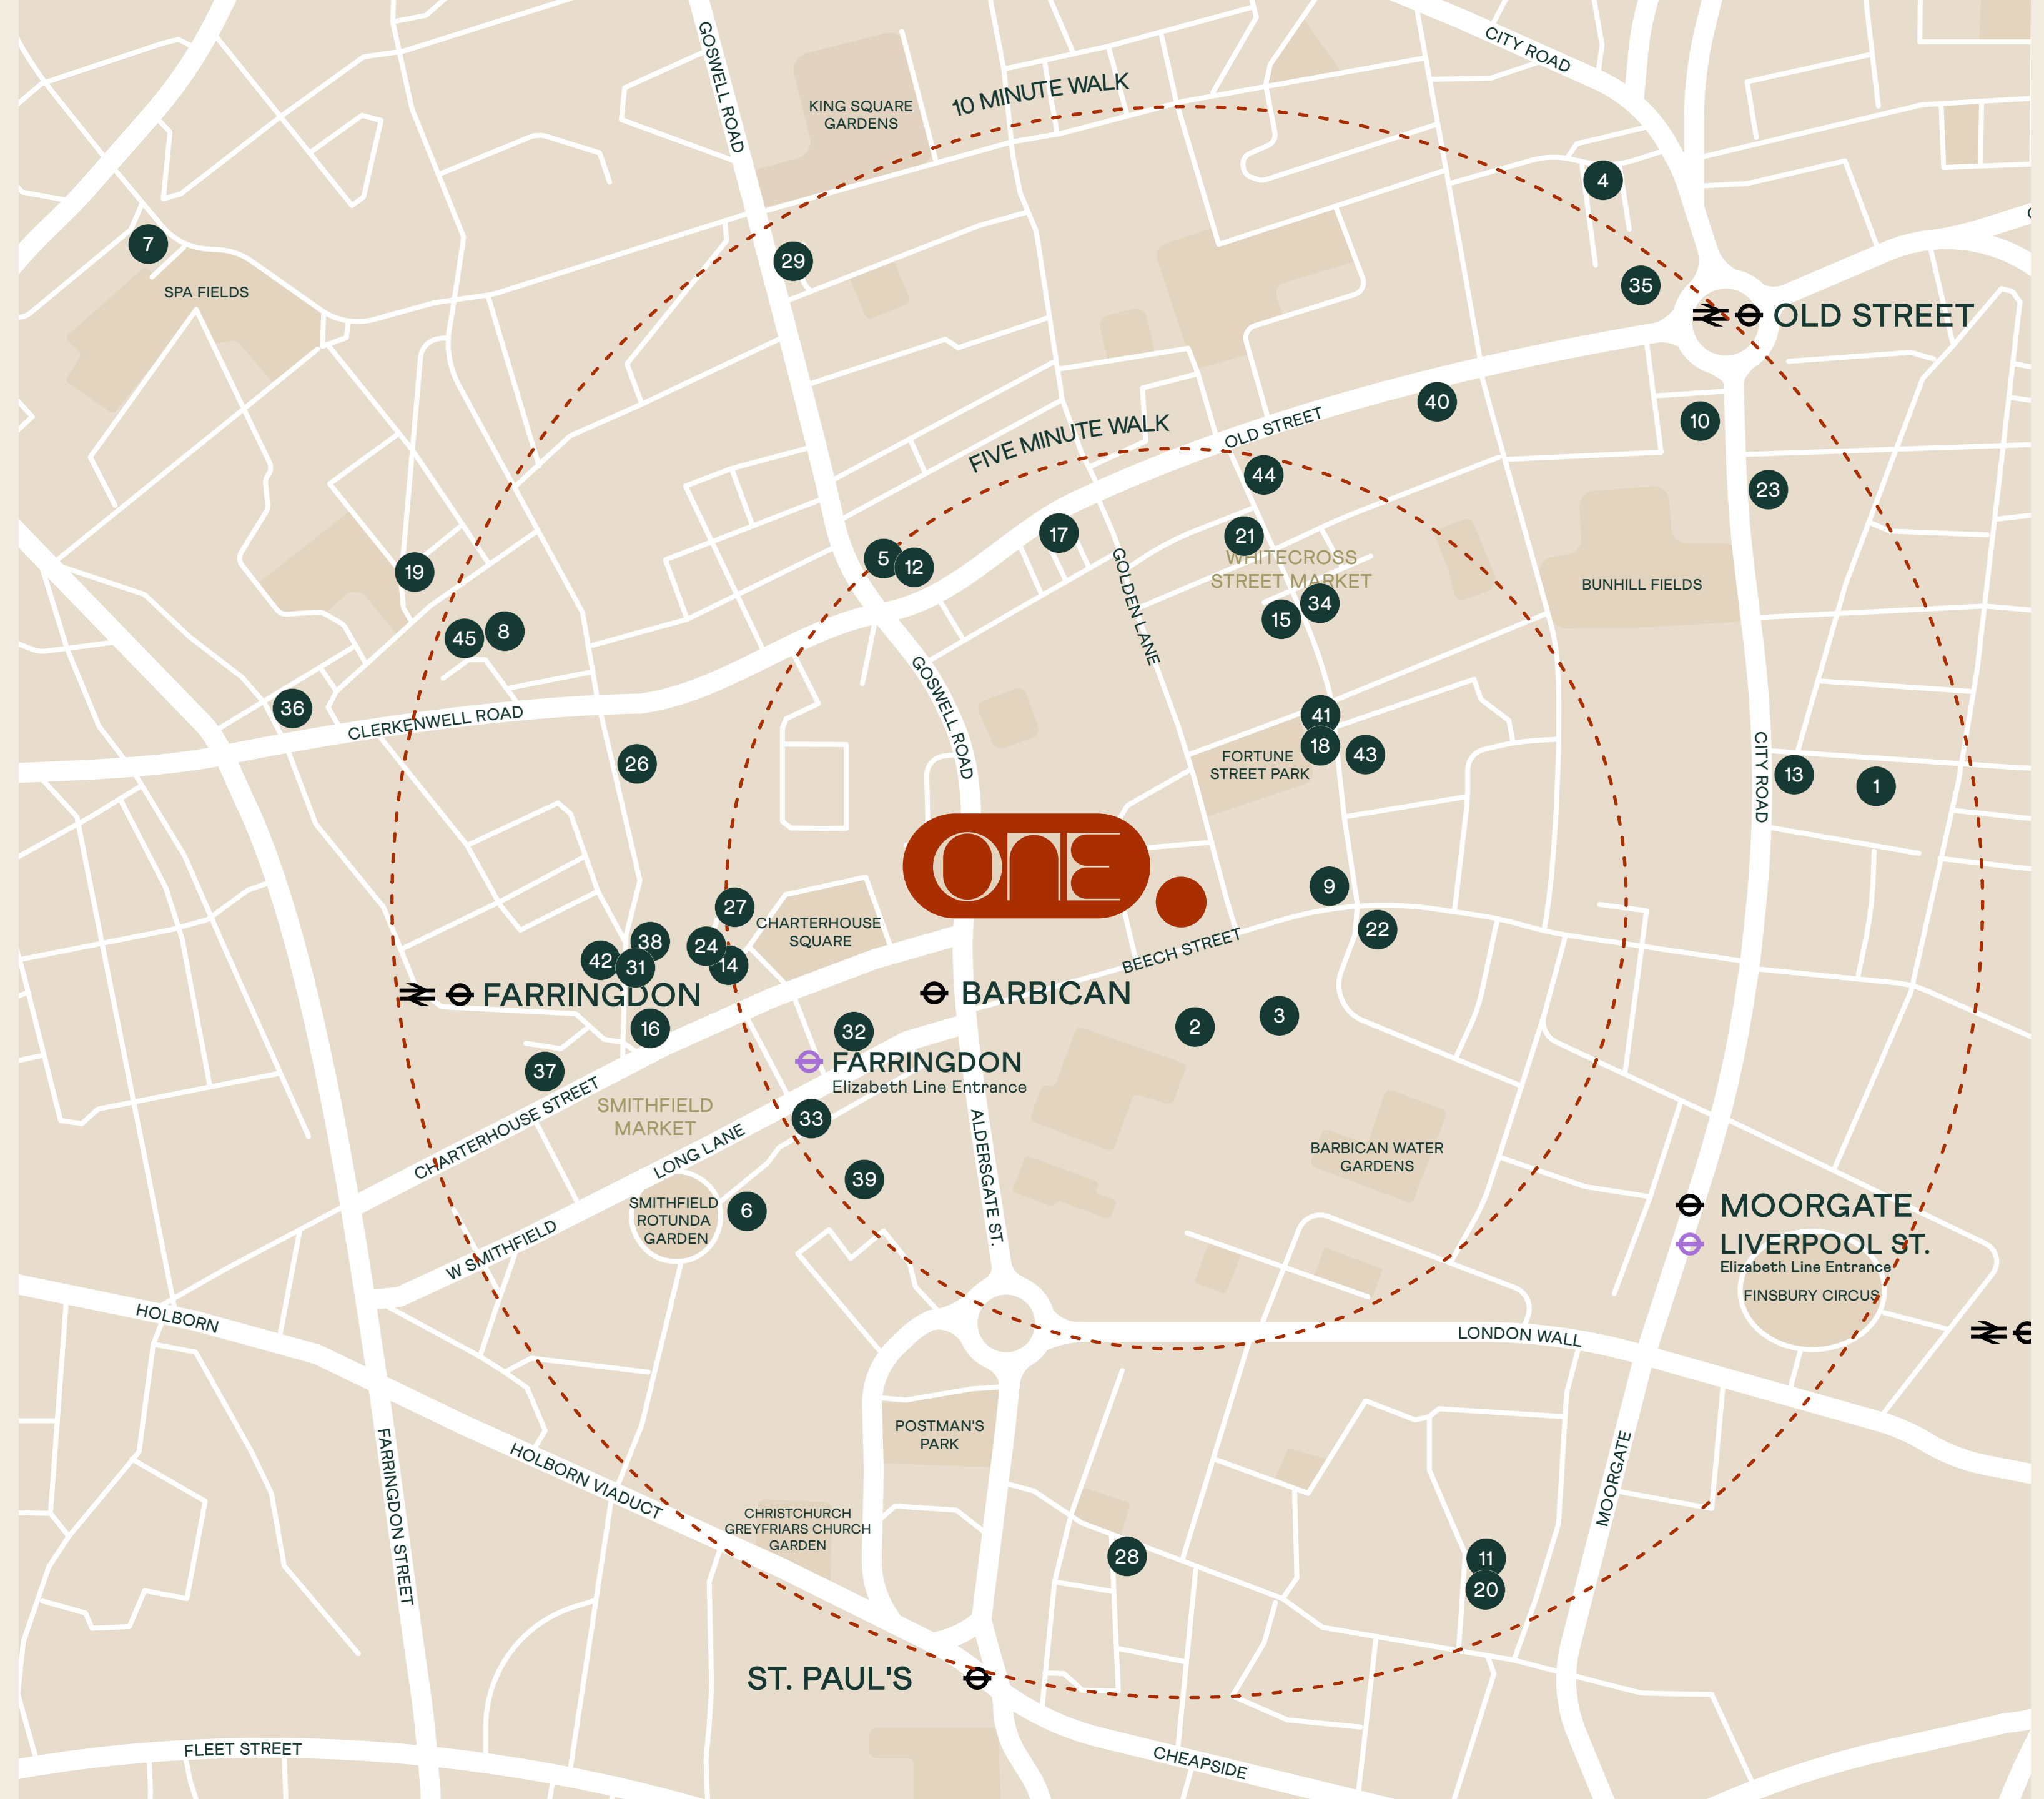 CITY ROAD
GOSWELL ROAD
10 MINUTE WALK
KING SQUARE
GARDENS
4
7
29
SPA FIELDS
35
OLD STREET
40
10
FIVE MINUTE WALK
OLD STREET
44
23
17
21
5
12
WHITECROSS
STREET MARKET
19
BUNHILL FIELDS
34
15
GOLDEN LANE
45
8
36
CLERKENWELL ROAD
GOSWELL ROAD
41
18
43
FORTUNE
STREET PARK
26
CITY ROAD
13
1
ONE
9
27
CHARTERHOUSE
SQUARE
22
38
24
42
31
14
BEECH STREET
FARRINGDON
BARBICAN
16
32
2
3
FARRINGDON
Elizabeth Line Entrance
37
SMITHFIELD
MARKET
33
CHARTERHOUSE STREET
LONG LANE
ALDERSGATE ST.
BARBICAN WATER
GARDENS
39
6
SMITHFIELD
ROTUNDA
GARDEN
MOORGATE
LIVERPOOL ST.
Elizabeth Line Entrance
FINSBURY CIRCUS
W SMITHFIELD
HOLBORN
LONDON WALL
POSTMAN'S
PARK
FARRINGDON STREET
HOLBORN VIADUCT
MOORGATE
CHRISTCHURCH
GREYFRIARS CHURCH
GARDEN
28
11
20
ST. PAUL'S
FLEET STREET
CHEAPSIDE